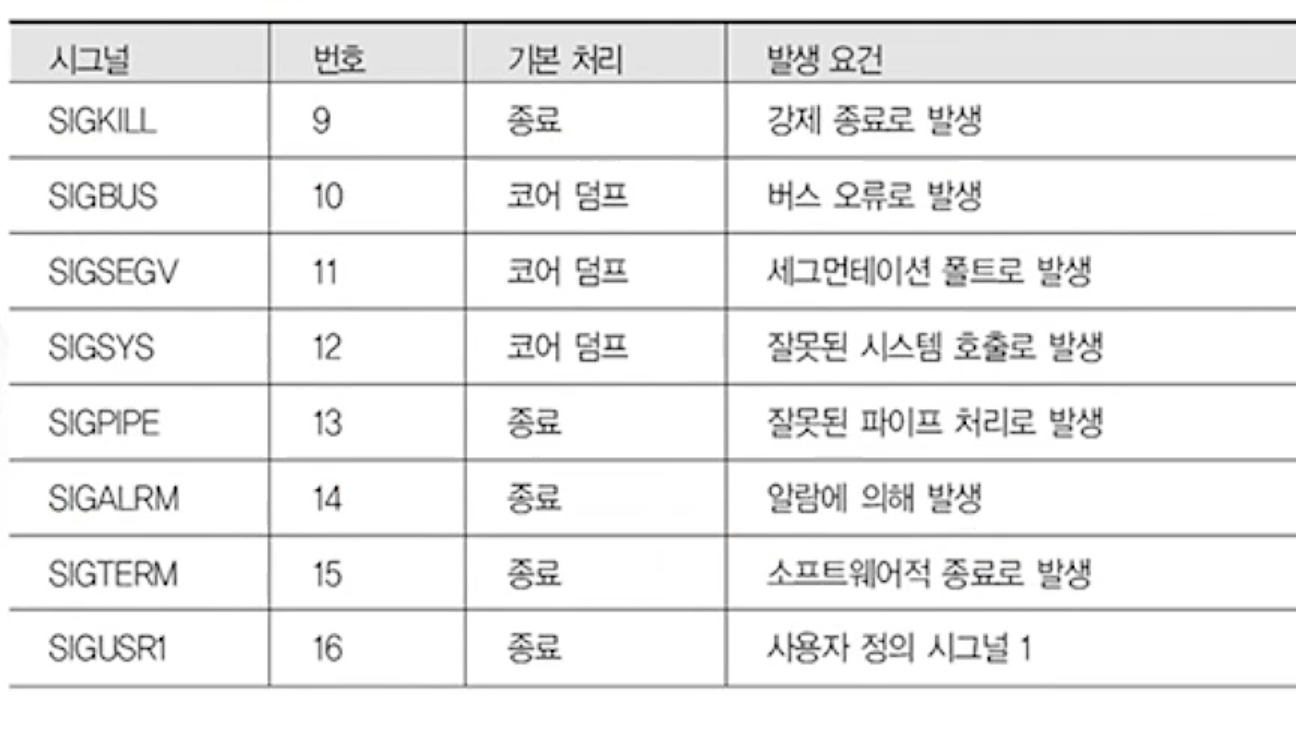 시그널 번호 기본 처리 발생 요건
SIGKILL 9 종료 강제 종료로 발생
SIGBUS 10 코어 덤프 버스 오류로 발생
SIGSEGV 11 코어 덤프 세그먼테이션 폴트로 발생
SIGSYS 12 코어 덤프 잘못된 시스템 호출로 발생
SIGPIPE 13 종료 잘못된 파이프 처리로 발생
SIGALRM 14 종료 알람에 의해 발생
SIGTERM 15 종료 소프트웨어적 종료로 발생
SIGUSR1 16 종료 사용자 정의 시그널 1